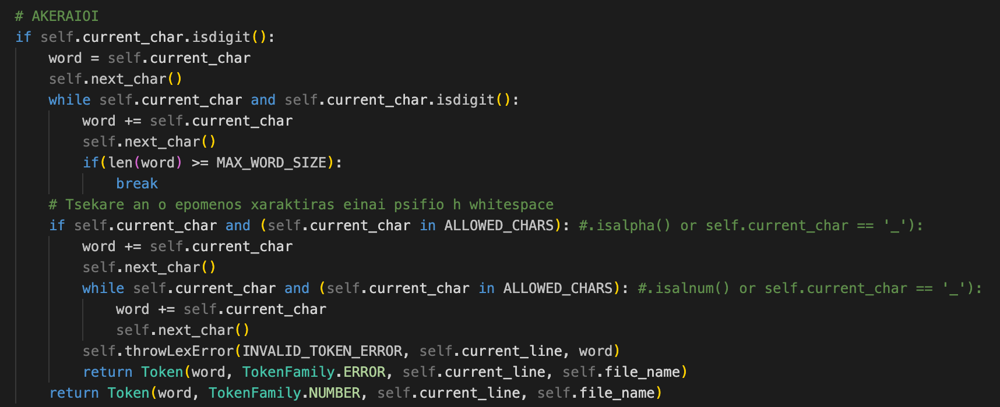 # AKERAIOI
if self.current_char.isdigit():
    word = self.current_char
    self.next_char()
    while self.current_char and self.current_char.isdigit():
        word += self.current_char
        self.next_char()
        if(len(word) >= MAX_WORD_SIZE):
            break
    # Tsekare an o epomenos xaraktiras einai psifio h whitespace
    if self.current_char and (self.current_char in ALLOWED_CHARS): #.isalpha() or self.current_char == '_'):
        word += self.current_char
        self.next_char()
        while self.current_char and (self.current_char in ALLOWED_CHARS): #.isalnum() or self.current_char == '_'):
            word += self.current_char
            self.next_char()
        self.throwLexError(INVALID_TOKEN_ERROR, self.current_line, word)
        return Token(word, TokenFamily.ERROR, self.current_line, self.file_name)
    return Token(word, TokenFamily.NUMBER, self.current_line, self.file_name)